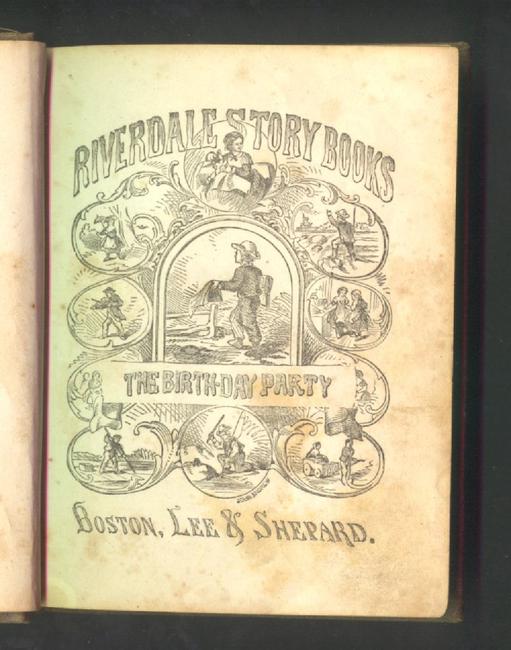 RIVERDALE STORY BOOKS
THE BIRTH-DAY PARTY
BOSTON, LEE & SHEPARD.